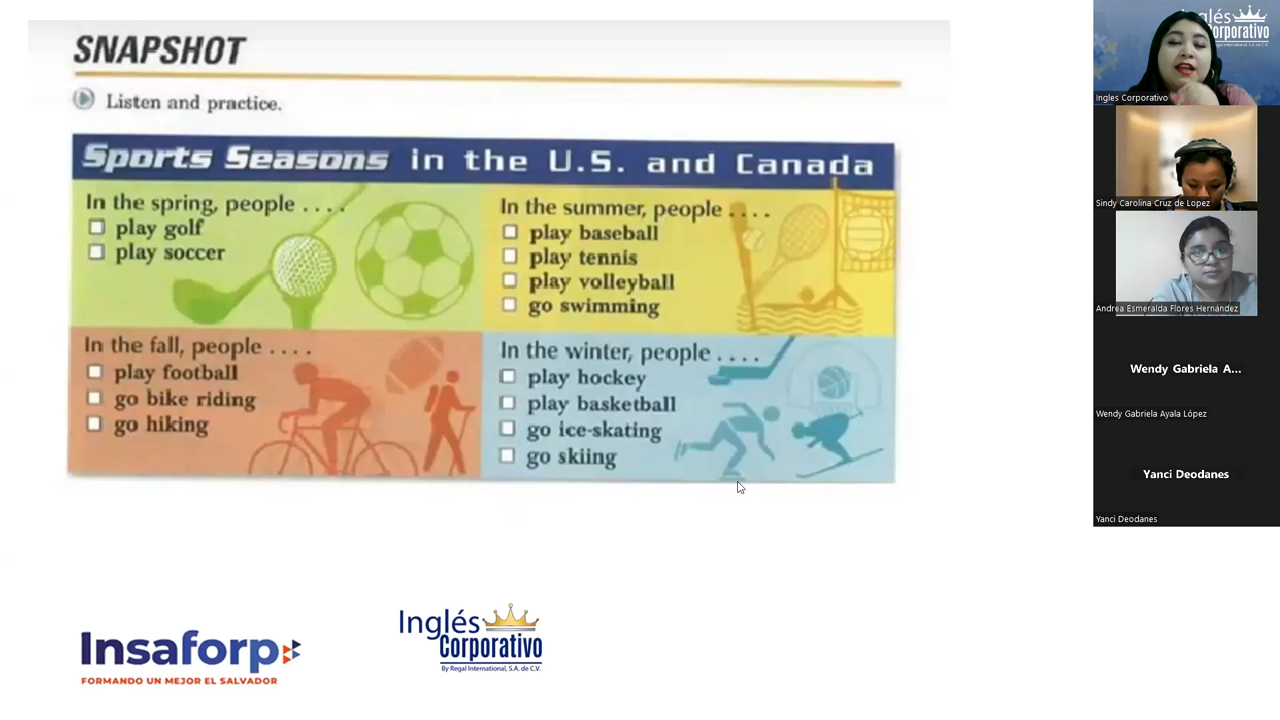 SNAPSHOT
Listen and practice.
Sports Seasons in the U.S. and Canada
In the spring, people . . . .
play golf
play soccer
In the summer, people . . . .
play baseball
play tennis
play volleyball
go swimming
In the fall, people . . . .
play football
go bike riding
go hiking
In the winter, people . . . .
play hockey
play basketball
go ice-skating
go skiing
Insaforp
FORMANDO UN MEJOR EL SALVADOR
Inglés
Corporativo
By Regal International, S.A. de C.V.
Inglés
Corporativo
Ingles Corporativo
Sindy Carolina Cruz de Lopez
Andrea Esmeralda Flores Hernández
Wendy Gabriela A...
Wendy Gabriela Ayala López
Yanci Deodanes
Yanci Deodanes